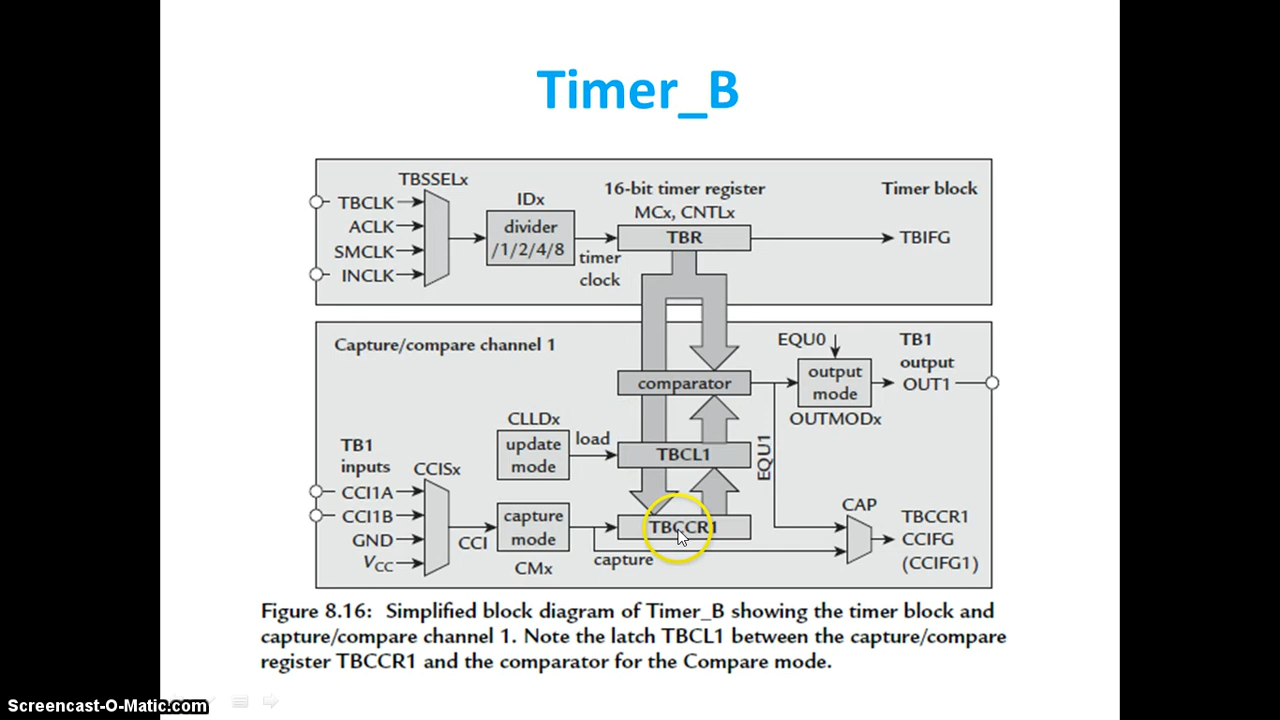 Timer_B
TBSSELx
TBCLK
ACLK
SMCLK
INCLK
IDx
divider
/1/2/4/8
timer
clock
16-bit timer register
MCx, CNTLx
TBR
Timer block
TBIFG
Capture/compare channel 1
comparator
EQU0
output
mode
OUTMODx
TB1
output
OUT1
CLLDx
update
mode
load
TBCL1
EQU1
TB1
inputs
CCISx
CCI1A
CCI1B
GND
VCC
CCI
capture
mode
CMx
TBCCR1
capture
CAP
TBCCR1
CCIFG
(CCIFG1)
Figure 8.16: Simplified block diagram of Timer_B showing the timer block and
capture/compare channel 1. Note the latch TBCL1 between the capture/compare
register TBCCR1 and the comparator for the Compare mode.
Screencast-O-Matic.com